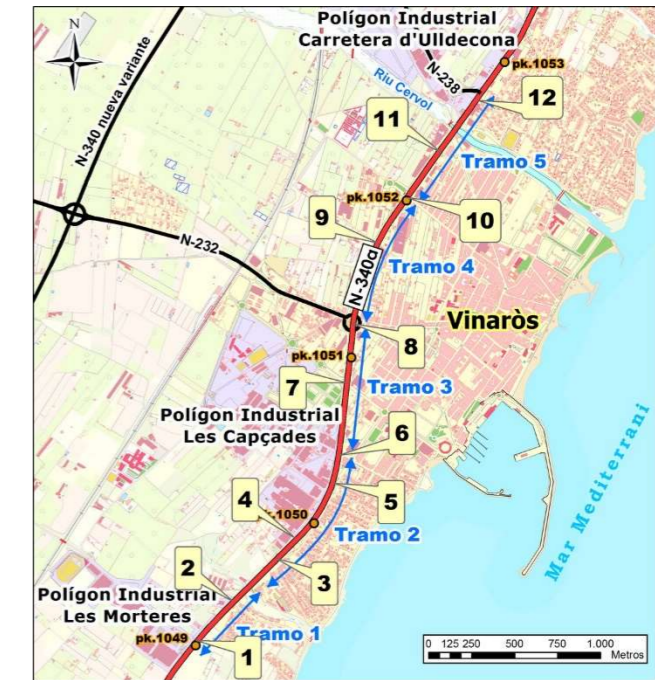 Polígon Industrial
Carretera d'Ulldecona
N
pk.1053
N-238
Riu Cervol
12
11
Tramo 5
N-340 nueva variante
pk.1052
10
9
N-232
Tramo 4
N-340a
Vinaròs
8
pk.1051
7
Tramo 3
Polígon Industrial
Les Capçades
6
4
5
k.1050
Tramo 2
Mar Mediterrani
2
3
Polígon Industrial
Les Morteres
Tramo 1
pk.1049
1
0 125 250 500 750 1.000
Metros